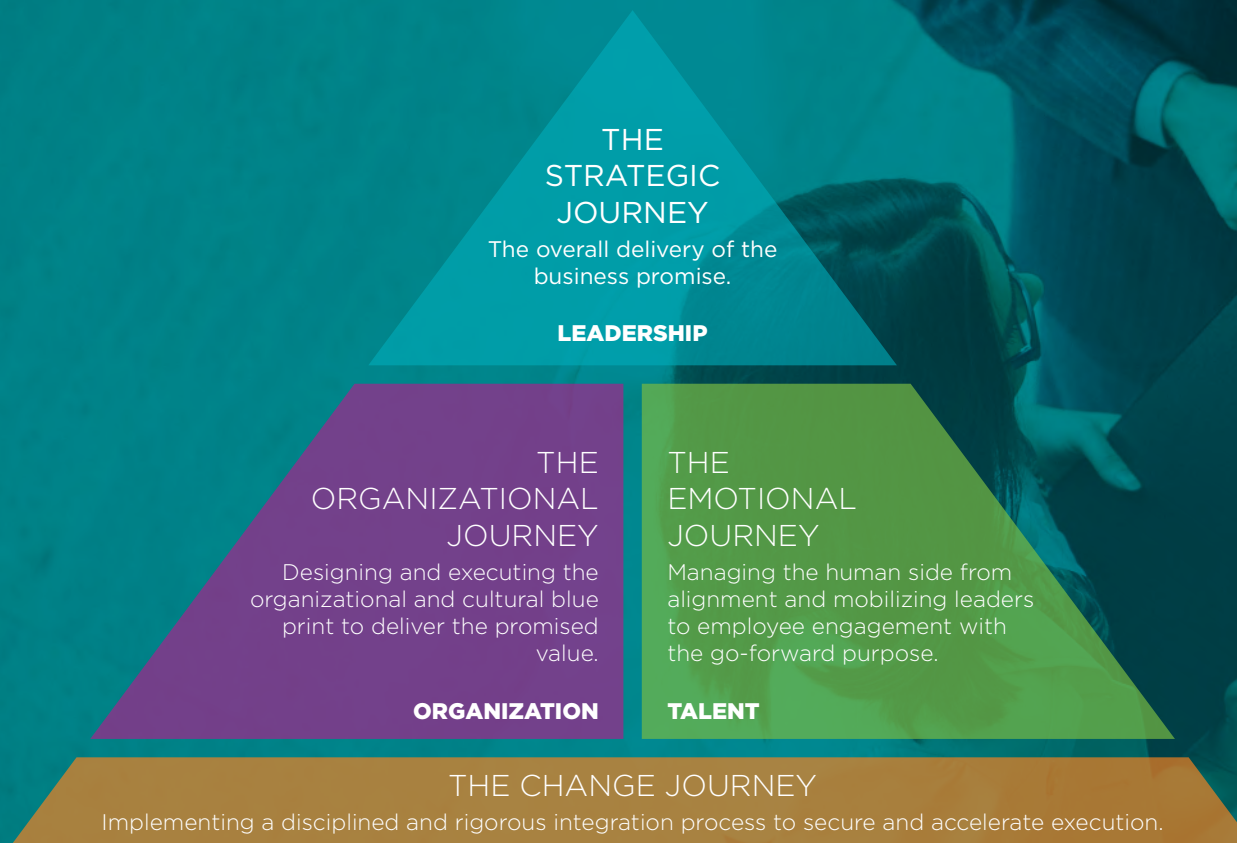 THE
STRATEGIC
JOURNEY
The overall delivery of the
business promise.
LEADERSHIP
THE
ORGANIZATIONAL
JOURNEY
Designing and executing the
organizational and cultural blue
print to deliver the promised
value.
ORGANIZATION
THE
EMOTIONAL
JOURNEY
Managing the human side from
alignment and mobilizing leaders
to employee engagement with
the go-forward purpose.
TALENT
THE CHANGE JOURNEY
Implementing a disciplined and rigorous integration process to secure and accelerate execution.